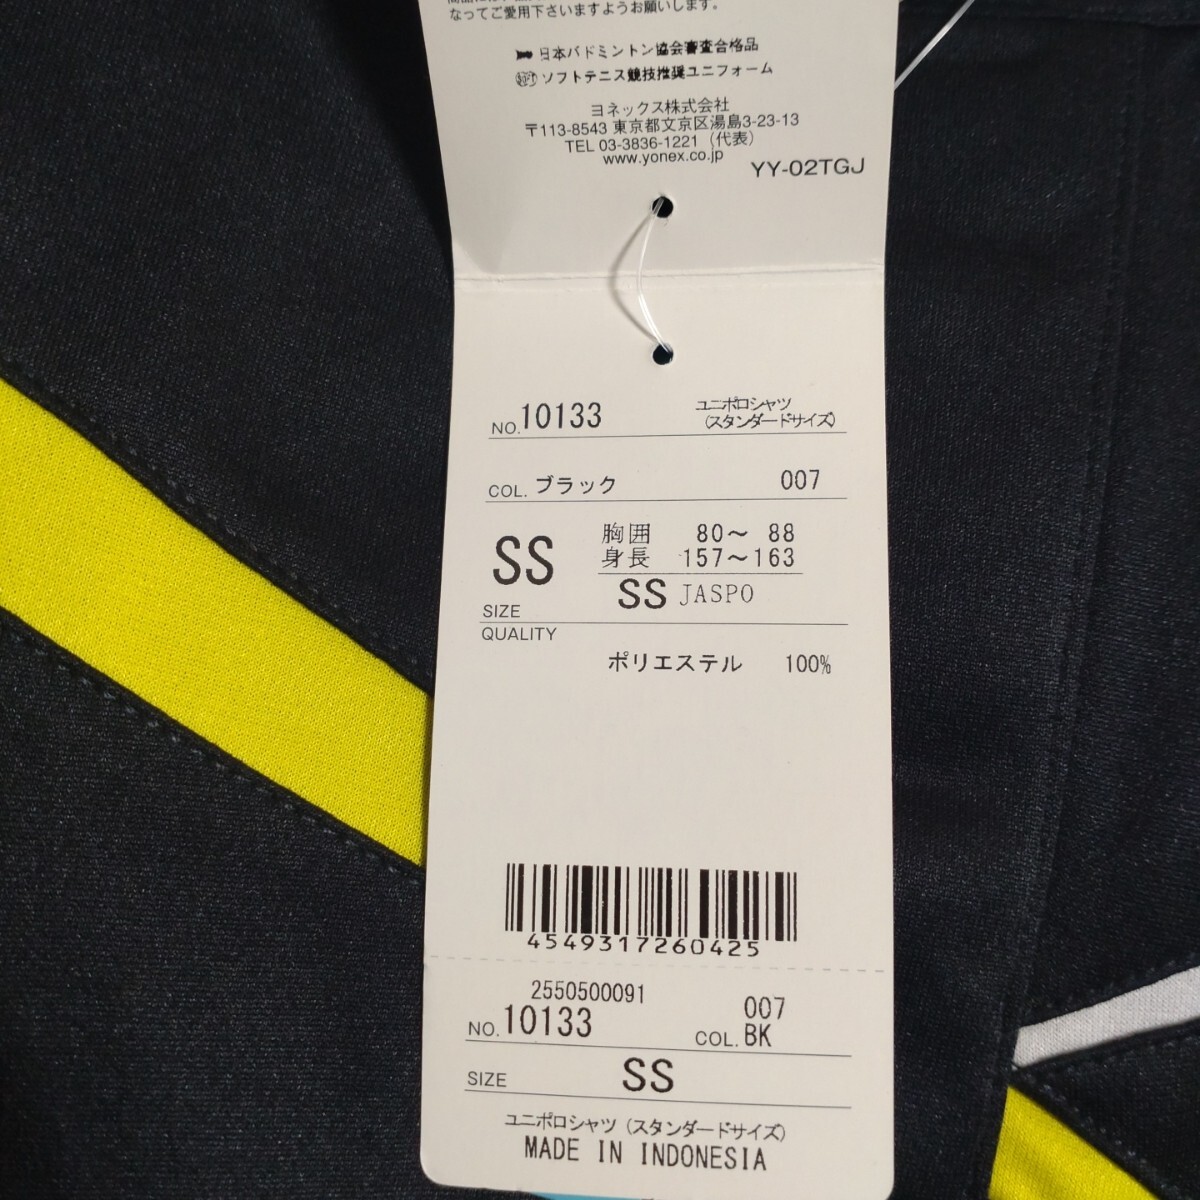 なってご愛用下さいますようお願いします。
日本バドミントン協会審査合格品
ソフトテニス競技推奨ユニフォーム
ヨネックス株式会社
〒113-8543 東京都文京区湯島3-23-13
TEL 03-3836-1221（代表）
www.yonex.co.jp
YY-02TGJ
NO. 10133 ユニポロシャツ
（スタンダードサイズ）
COL. ブラック 007
SS 胸囲 80〜 88
身長 157〜163
SS JASPO
SIZE
QUALITY
ポリエステル 100%
4549317260425
2550500091 007
NO. 10133 COL. BK
SIZE SS
ユニポロシャツ（スタンダードサイズ）
MADE IN INDONESIA